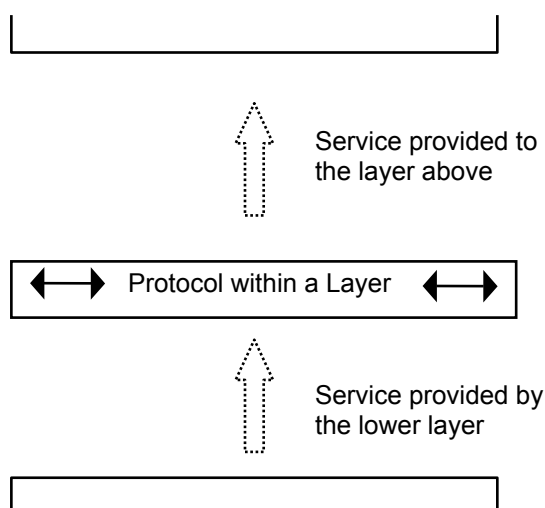 Service provided to
the layer above
Protocol within a Layer
Service provided by
the lower layer